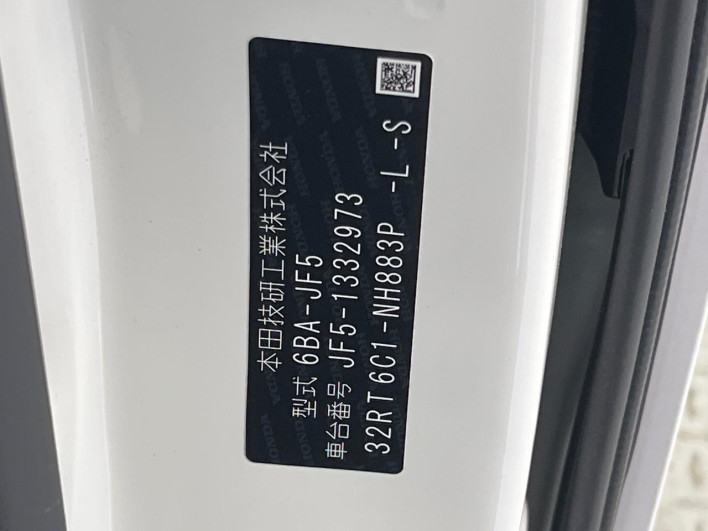 本田技研工業株式会社
型式 6BA-JF5
車台番号 JF5-1332973
32RT6C1-NH883P -L -S